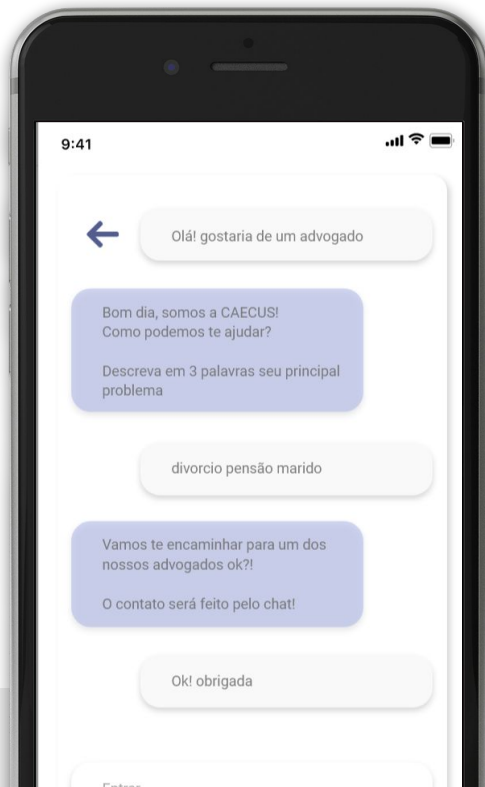 9:41
Olá! gostaria de um advogado
Bom dia, somos a CAECUS!
Como podemos te ajudar?
Descreva em 3 palavras seu principal
problema
divorcio pensão marido
Vamos te encaminhar para um dos
nossos advogados ok?!
O contato será feito pelo chat!
Ok! obrigada